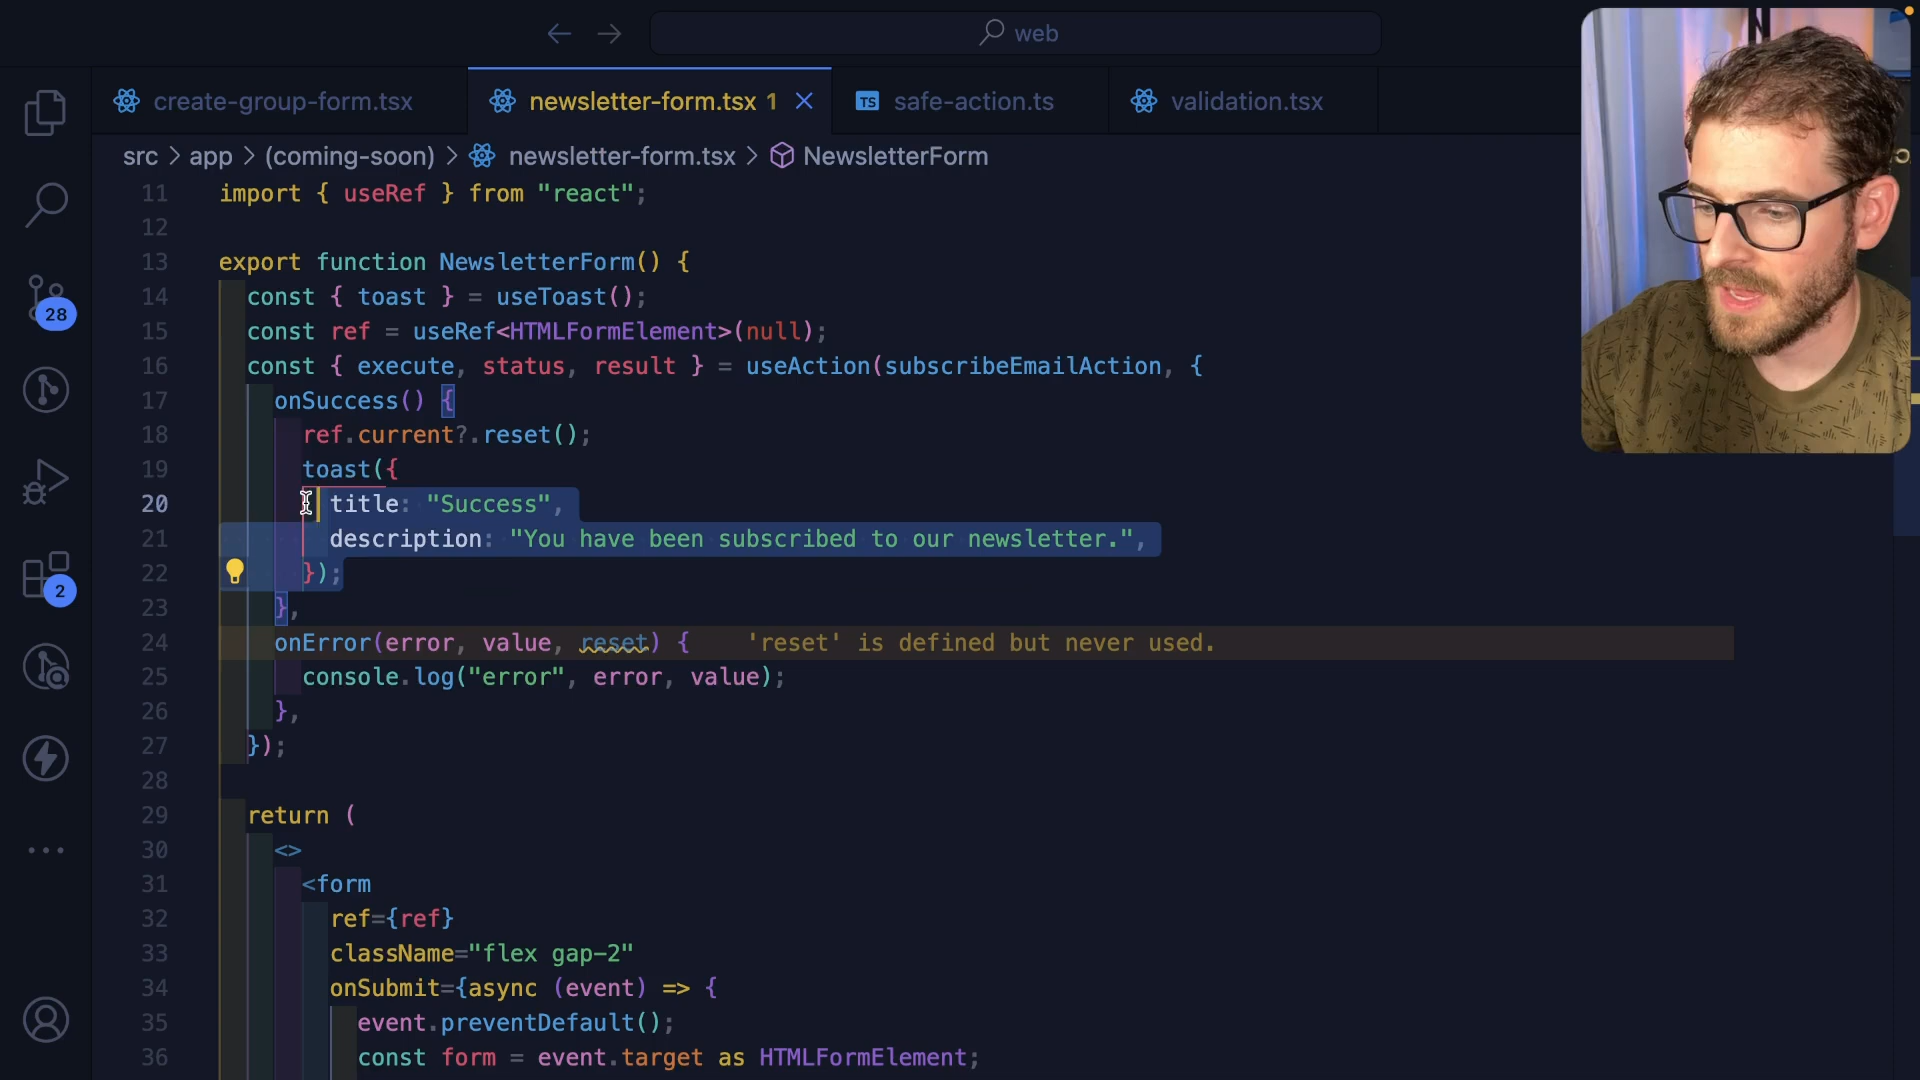 web
create-group-form.tsx
newsletter-form.tsx 1
TS safe-action.ts
validation.tsx
src > app > (coming-soon) > newsletter-form.tsx > NewsletterForm
11 import { useRef } from "react";
12
13 export function NewsletterForm() {
14 const { toast } = useToast();
15 const ref = useRef<HTMLFormElement>(null);
16 const { execute, status, result } = useAction(subscribeEmailAction, {
17 onSuccess() {
18 ref.current?.reset();
19 toast({
20 title: "Success",
21 description: "You have been subscribed to our newsletter.",
22 });
23 },
24 onError(error, value, reset) { 'reset' is defined but never used.
25 console.log("error", error, value);
26 },
27 });
28
29 return (
30 <>
31 <form
32 ref={ref}
33 className="flex gap-2"
34 onSubmit={async (event) => {
35 event.preventDefault();
36 const form = event.target as HTMLFormElement;
28
2